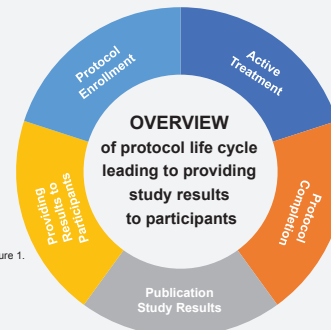 Protocol
Enrollment
Active
Treatment
OVERVIEW
of protocol life cycle
leading to providing
study results
to participants
Providing
Results to
Participants
Protocol
Completion
ure 1.
Publication
Study Results